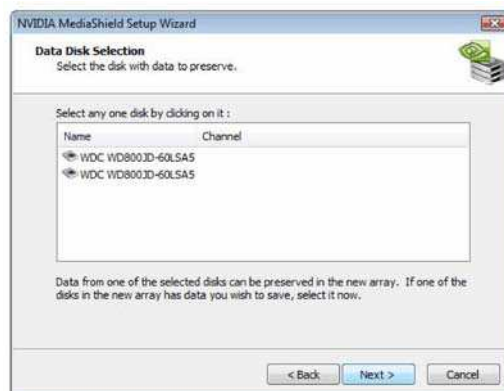 NVIDIA MediaShield Setup Wizard
Data Disk Selection
Select the disk with data to preserve.
Select any one disk by clicking on it :
Name Channel
WDC WD800JD-60LSA5
WDC WD800JD-60LSA5
Data from one of the selected disks can be preserved in the new array. If one of the
disks in the new array has data you wish to save, select it now.
< Back Next > Cancel